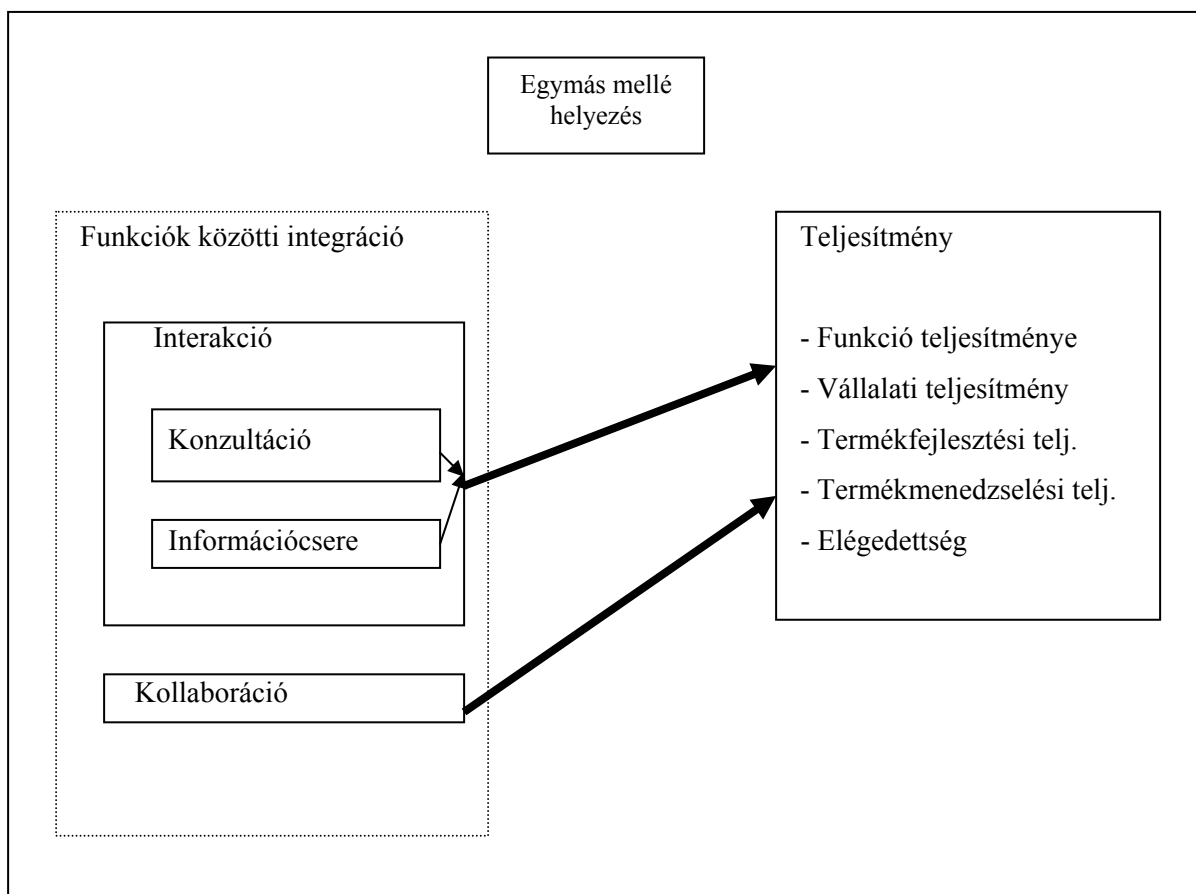 Egymás mellé
helyezés
Funkciók közötti integráció
Interakció
Konzultáció
Információcsere
Kollaboráció
Teljesítmény
- Funkció teljesítménye
- Vállalati teljesítmény
- Termékfejlesztési telj.
- Termékmenedzselési telj.
- Elégedettség